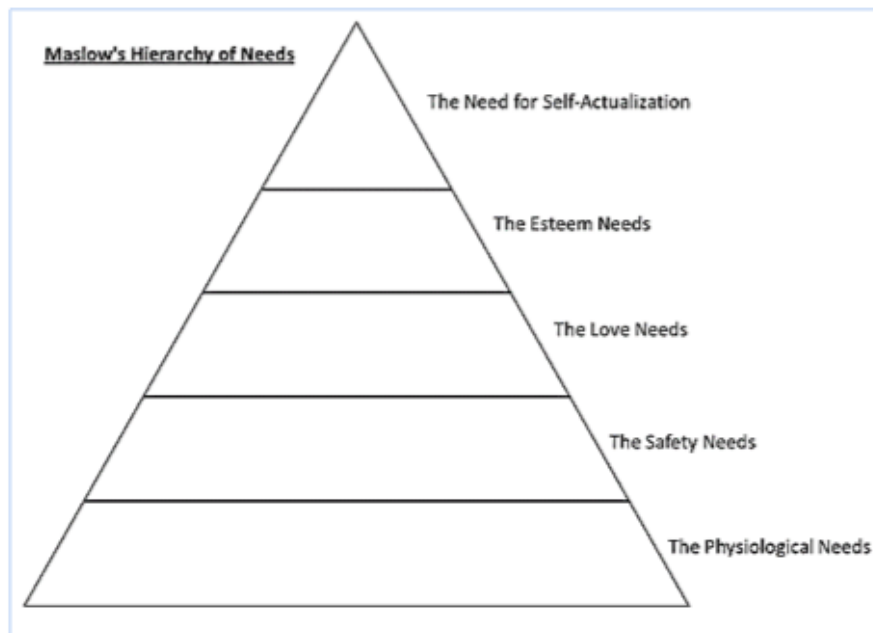 Maslow's Hierarchy of Needs
The Need for Self-Actualization
The Esteem Needs
The Love Needs
The Safety Needs
The Physiological Needs